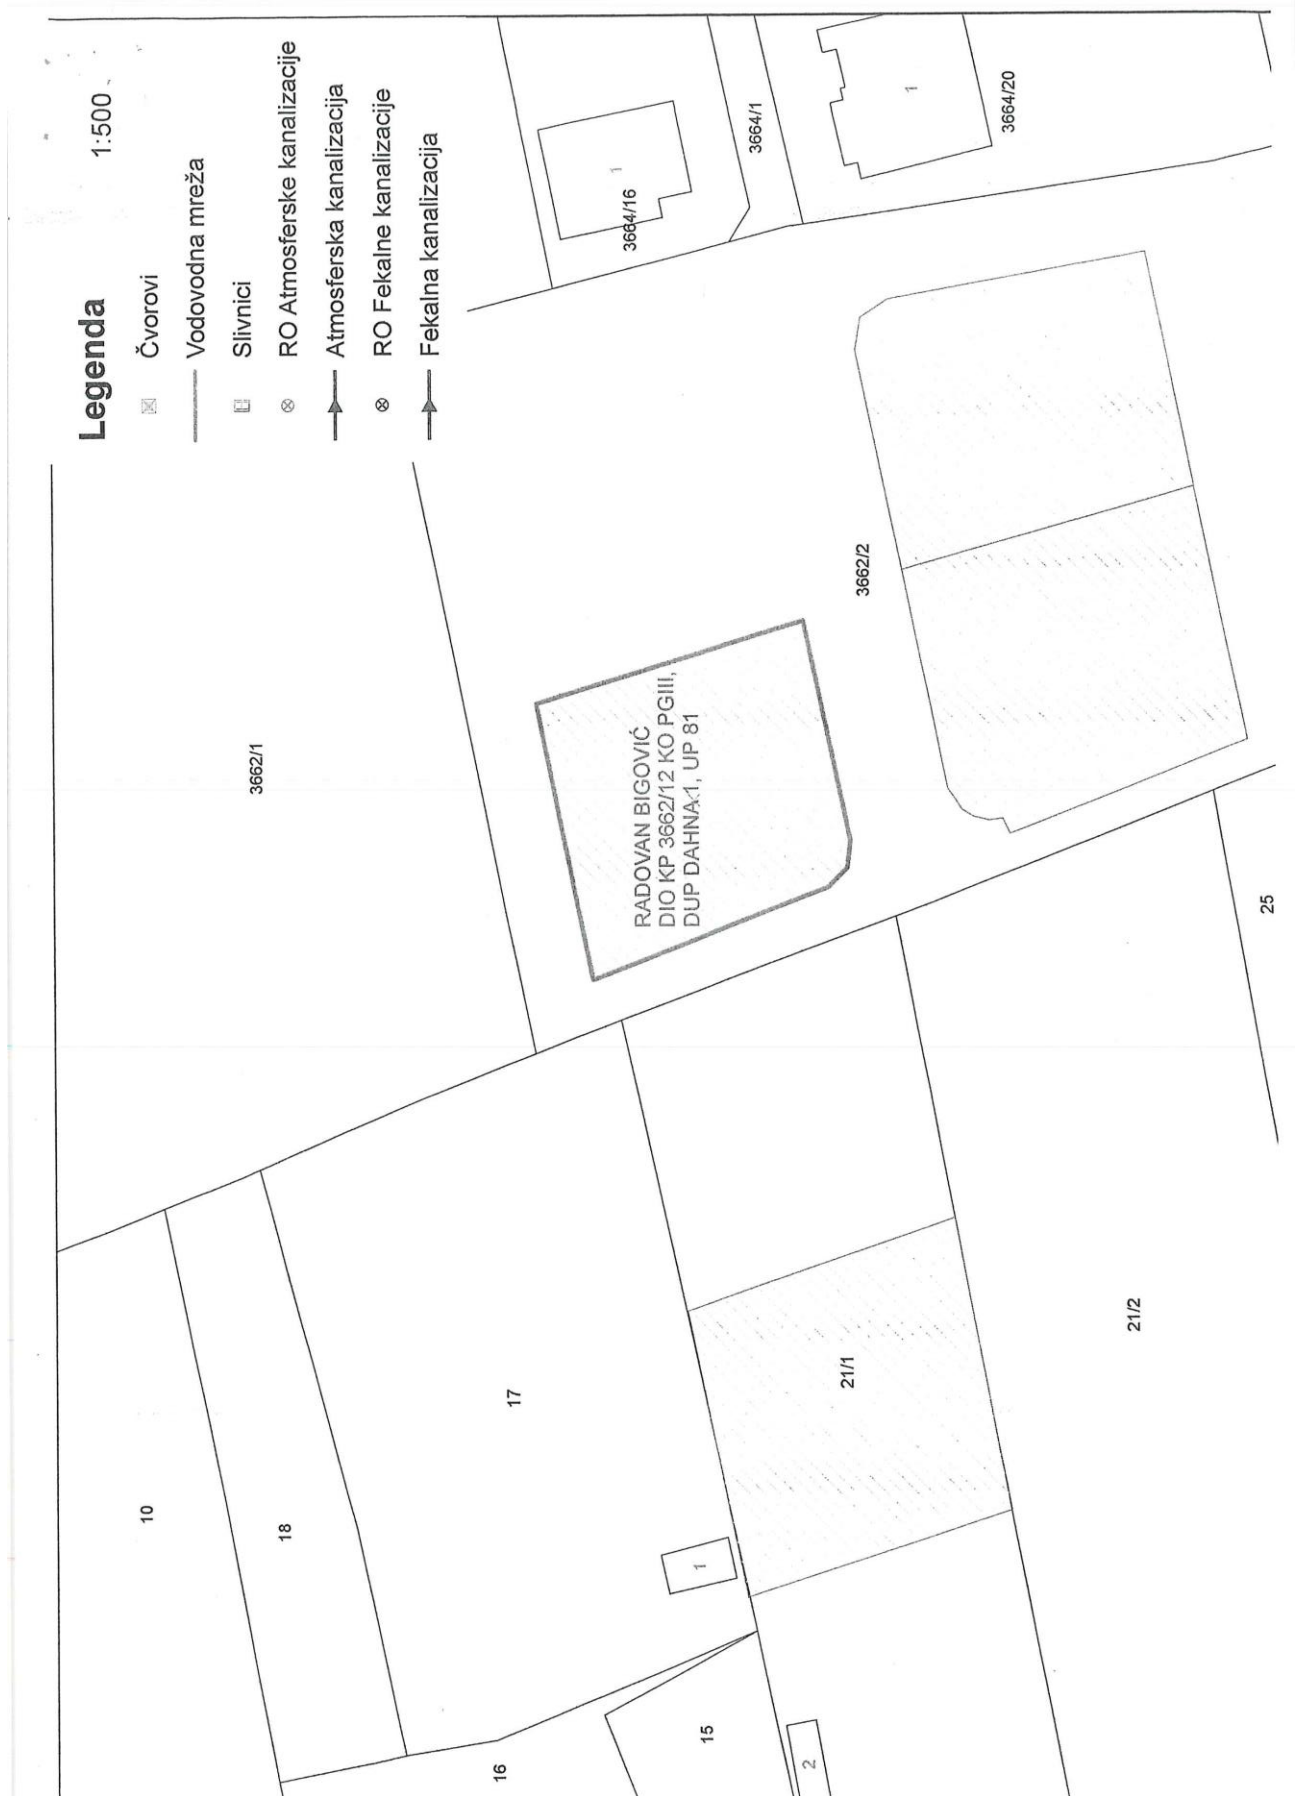 Legenda
1:500
Čvorovi
Vodovodna mreža
Slivnici
RO Atmosferske kanalizacije
Atmosferska kanalizacija
RO Fekalne kanalizacije
Fekalna kanalizacija
3664/16
1
3664/1
1
3664/20
3662/1
3662/2
RADOVAN BIGOVIĆ
DIO KP 3662/12 KO PGIII,
DUP DAHNA 1, UP 81
25
10
18
17
21/1
21/2
1
16
15
2